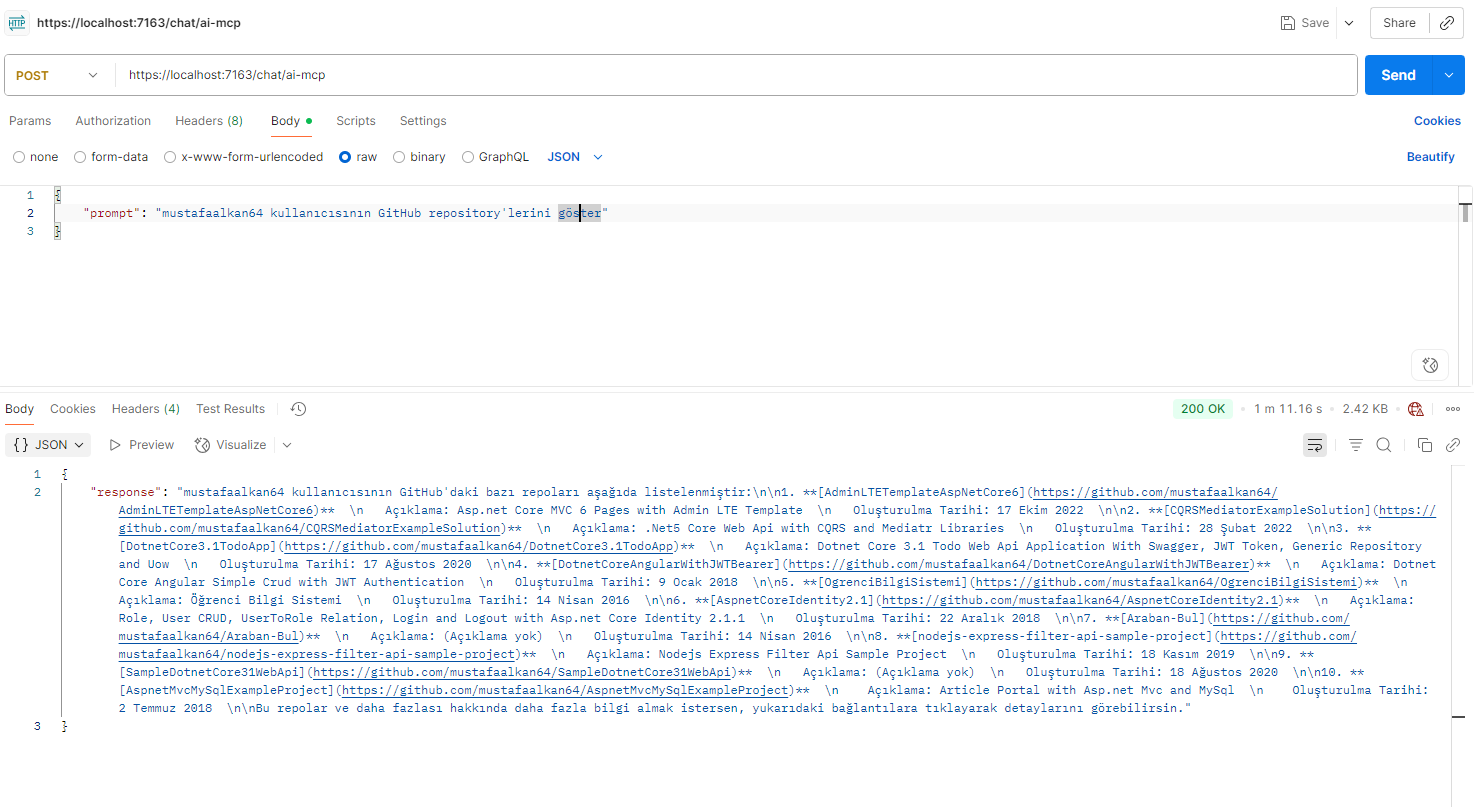 HTTP https://localhost:7163/chat/ai-mcp Save Share
POST https://localhost:7163/chat/ai-mcp Send
Params Authorization Headers (8) Body Scripts Settings Cookies
none form-data x-www-form-urlencoded raw binary GraphQL JSON Beautify
1 {
2 "prompt": "mustafaalkan64 kullanıcısının GitHub repository'lerini göster"
3 }
Body Cookies Headers (4) Test Results 200 OK • 1 m 11.16 s • 2.42 KB •
{} JSON Preview Visualize
1 {
2 "response": "mustafaalkan64 kullanıcısının GitHub'daki bazı repoları aşağıda listelenmiştir:\n\n1. **[AdminLTETemplateAspNetCore6](https://github.com/mustafaalkan64/
AdminLTETemplateAspNetCore6)**  \n   Açıklama: Asp.net Core MVC 6 Pages with Admin LTE Template  \n   Oluşturulma Tarihi: 17 Ekim 2022  \n\n2. **[CQRSMediatorExampleSolution](https://
github.com/mustafaalkan64/CQRSMediatorExampleSolution)**  \n   Açıklama: .Net5 Core Web Api with CQRS and Mediatr Libraries  \n   Oluşturulma Tarihi: 28 Şubat 2022  \n\n3. **
[DotnetCore3.1TodoApp](https://github.com/mustafaalkan64/DotnetCore3.1TodoApp)**  \n   Açıklama: Dotnet Core 3.1 Todo Web Api Application With Swagger, JWT Token, Generic Repository
and Uow  \n   Oluşturulma Tarihi: 17 Ağustos 2020  \n\n4. **[DotnetCoreAngularWithJWTBearer](https://github.com/mustafaalkan64/DotnetCoreAngularWithJWTBearer)**  \n   Açıklama: Dotnet
Core Angular Simple Crud with JWT Authentication  \n   Oluşturulma Tarihi: 9 Ocak 2018  \n\n5. **[OgrenciBilgiSistemi](https://github.com/mustafaalkan64/OgrenciBilgiSistemi)**  \n
Açıklama: Öğrenci Bilgi Sistemi  \n   Oluşturulma Tarihi: 14 Nisan 2016  \n\n6. **[AspnetCoreIdentity2.1](https://github.com/mustafaalkan64/AspnetCoreIdentity2.1)**  \n   Açıklama:
Role, User CRUD, UserToRole Relation, Login and Logout with Asp.net Core Identity 2.1.1  \n   Oluşturulma Tarihi: 22 Aralık 2018  \n\n7. **[Araban-Bul](https://github.com/
mustafaalkan64/Araban-Bul)**  \n   Açıklama: (Açıklama yok)  \n   Oluşturulma Tarihi: 14 Nisan 2016  \n\n8. **[nodejs-express-filter-api-sample-project](https://github.com/
mustafaalkan64/nodejs-express-filter-api-sample-project)**  \n   Açıklama: Nodejs Express Filter Api Sample Project  \n   Oluşturulma Tarihi: 18 Kasım 2019  \n\n9. **
[SampleDotnetCore31WebApi](https://github.com/mustafaalkan64/SampleDotnetCore31WebApi)**  \n   Açıklama: (Açıklama yok)  \n   Oluşturulma Tarihi: 18 Ağustos 2020  \n\n10. **
[AspnetMvcMySqlExampleProject](https://github.com/mustafaalkan64/AspnetMvcMySqlExampleProject)**  \n   Açıklama: Article Portal with Asp.net Mvc and MySql  \n   Oluşturulma Tarihi:
2 Temmuz 2018  \n\nBu repolar ve daha fazlası hakkında daha fazla bilgi almak istersen, yukarıdaki bağlantılara tıklayarak detaylarını görebilirsin."
3 }